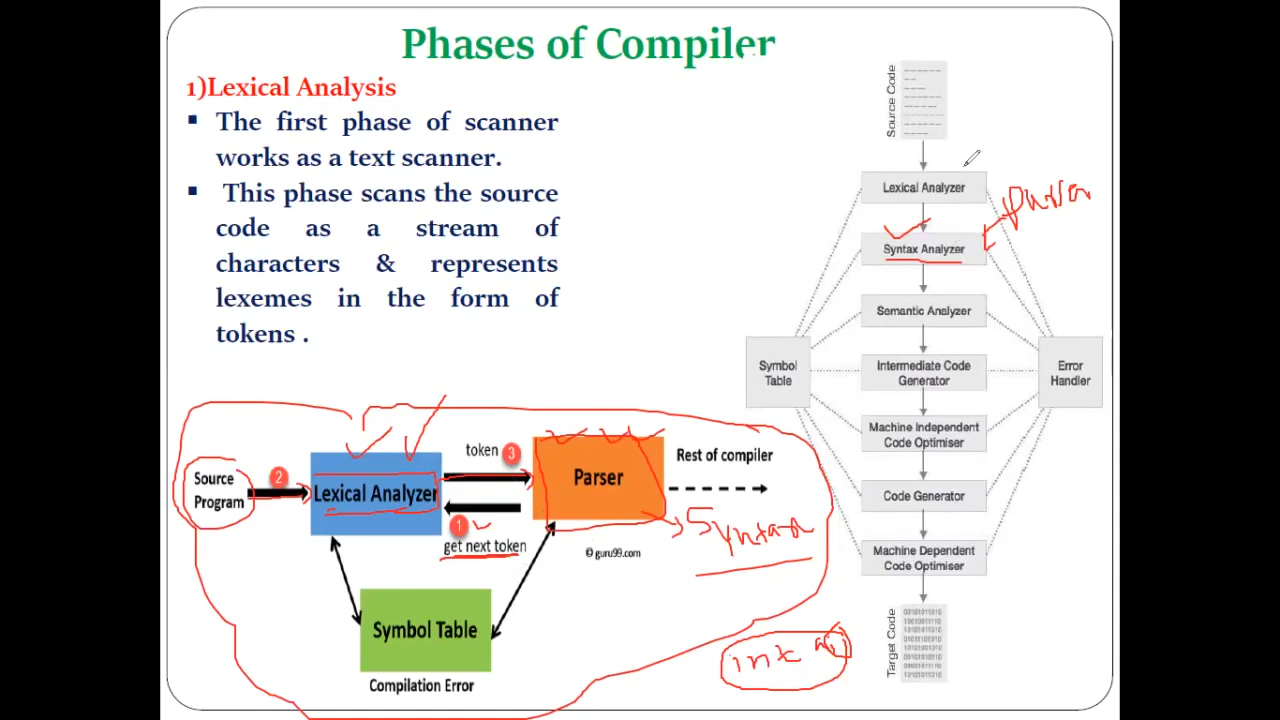 Phases of Compiler
1)Lexical Analysis
▪ The first phase of scanner
works as a text scanner.
▪ This phase scans the source
code as a stream of
characters & represents
lexemes in the form of
tokens .
Source
Program
2
Lexical Analyzer
token 3
1
get next token
Parser
Rest of compiler
© guru99.com
Syntax
Symbol Table
Compilation Error
int
Source Code
Lexical Analyzer
Parser
Syntax Analyzer
Semantic Analyzer
Symbol
Table
Intermediate Code
Generator
Error
Handler
Machine Independent
Code Optimiser
Code Generator
Machine Dependent
Code Optimiser
Target Code